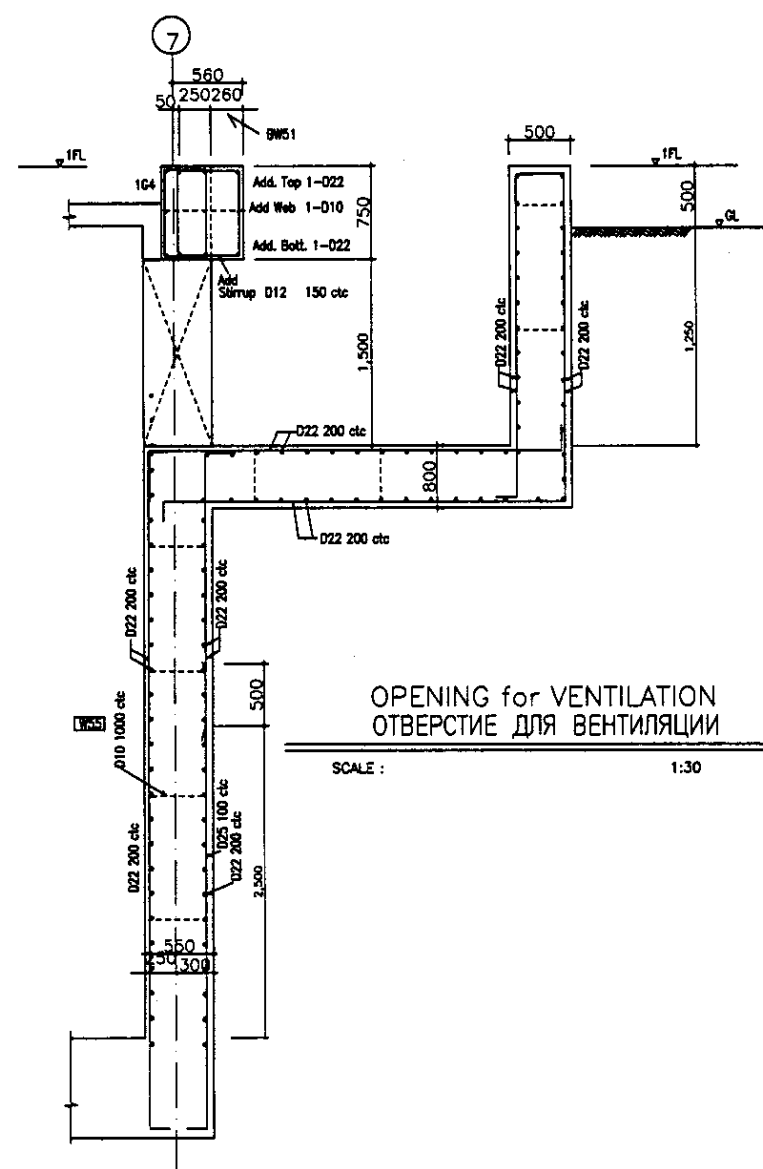 7
560
50 250 260
BW51
500
1FL
1FL
1G4
Add. Top 1-D22
Add Web 1-D10
Add. Bott. 1-D22
Add
Stirrup D12 150 ctc
750
500
GL
1,500
1,250
D22 200 ctc
D22 200 ctc
D22 200 ctc
800
D22 200 ctc
D22 200 ctc
D22 200 ctc
500
W55
D10 1000 ctc
OPENING for VENTILATION
ОТВЕРСТИЕ ДЛЯ ВЕНТИЛЯЦИИ
SCALE : 1:30
D22 200 ctc
D25 100 ctc
D22 200 ctc
2,500
550
250 300